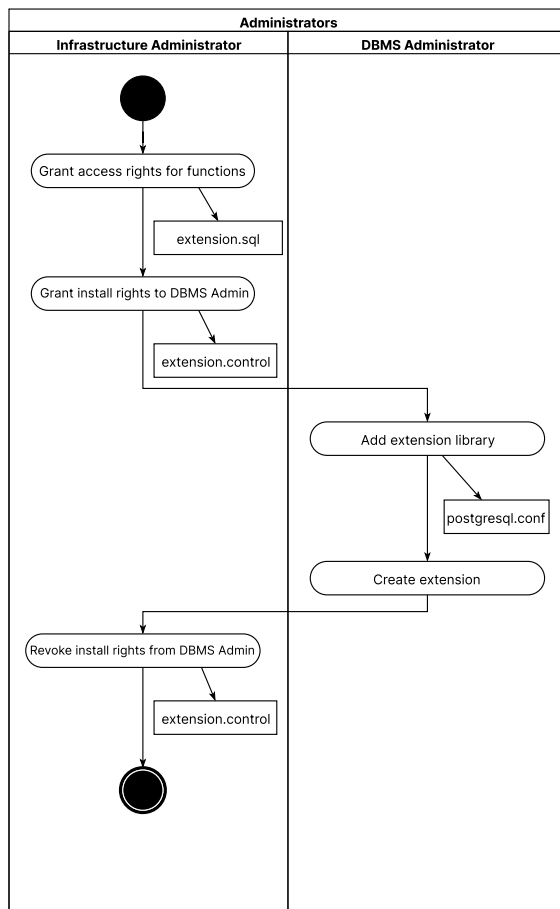 Administrators
Infrastructure Administrator
DBMS Administrator
Grant access rights for functions
extension.sql
Grant install rights to DBMS Admin
extension.control
Add extension library
postgresql.conf
Create extension
Revoke install rights from DBMS Admin
extension.control